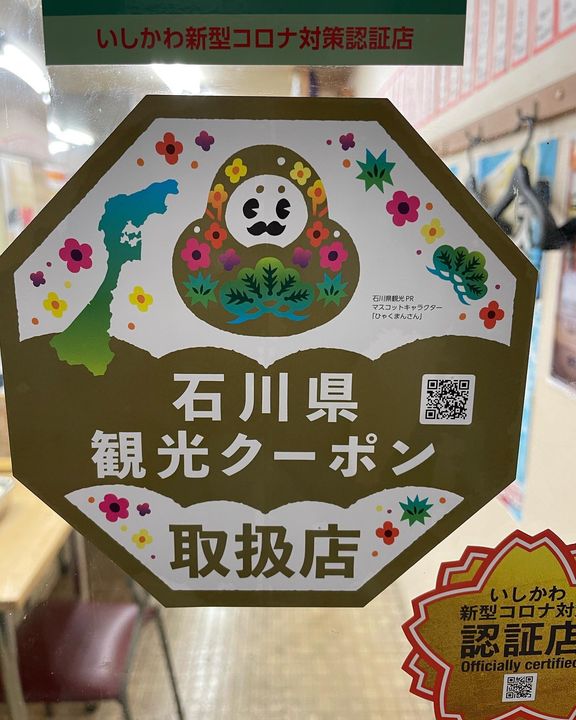 いしかわ新型コロナ対策認証店
石川県観光PR
マスコットキャラクター
「ひゃくまんさん」
石川県
観光クーポン
取扱店
いしかわ
新型コロナ対
認証店
Officially certified